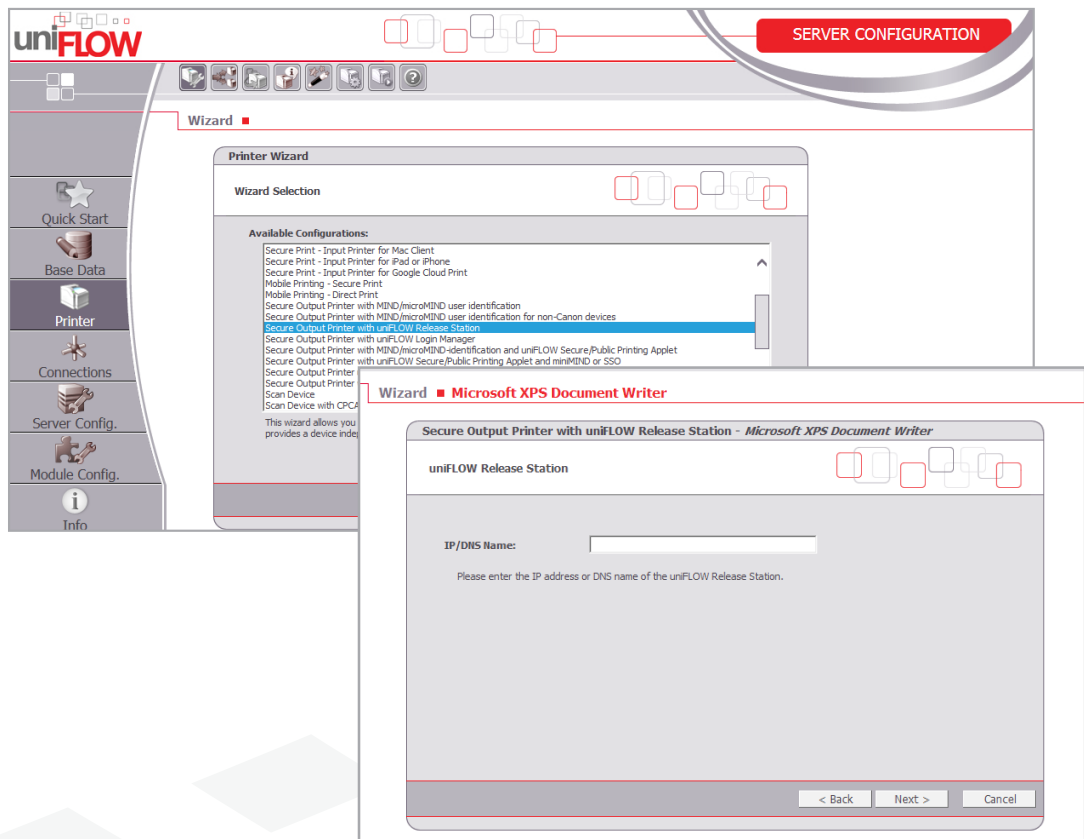 uniFLOW
SERVER CONFIGURATION
Wizard
Printer Wizard
Wizard Selection
Quick Start
Base Data
Printer
Connections
Server Config.
Module Config.
Info
Available Configurations:
Secure Print - Input Printer for Mac Client
Secure Print - Input Printer for iPad or iPhone
Secure Print - Input Printer for Google Cloud Print
Mobile Printing - Secure Print
Mobile Printing - Direct Print
Secure Output Printer with MIND/microMIND user identification
Secure Output Printer with MIND/microMIND user identification for non-Canon devices
Secure Output Printer with uniFLOW Release Station
Secure Output Printer with uniFLOW Login Manager
Secure Output Printer with MIND/microMIND-identification and uniFLOW Secure/Public Printing Applet
Secure Output Printer with uniFLOW Secure/Public Printing Applet and miniMIND or SSO
Secure Output Printer
Secure Output Printer
Scan Device
Scan Device with CPCA
This wizard allows you
provides a device
Wizard Microsoft XPS Document Writer
Secure Output Printer with uniFLOW Release Station - Microsoft XPS Document Writer
uniFLOW Release Station
IP/DNS Name:
Please enter the IP address or DNS name of the uniFLOW Release Station.
< Back
Next >
Cancel